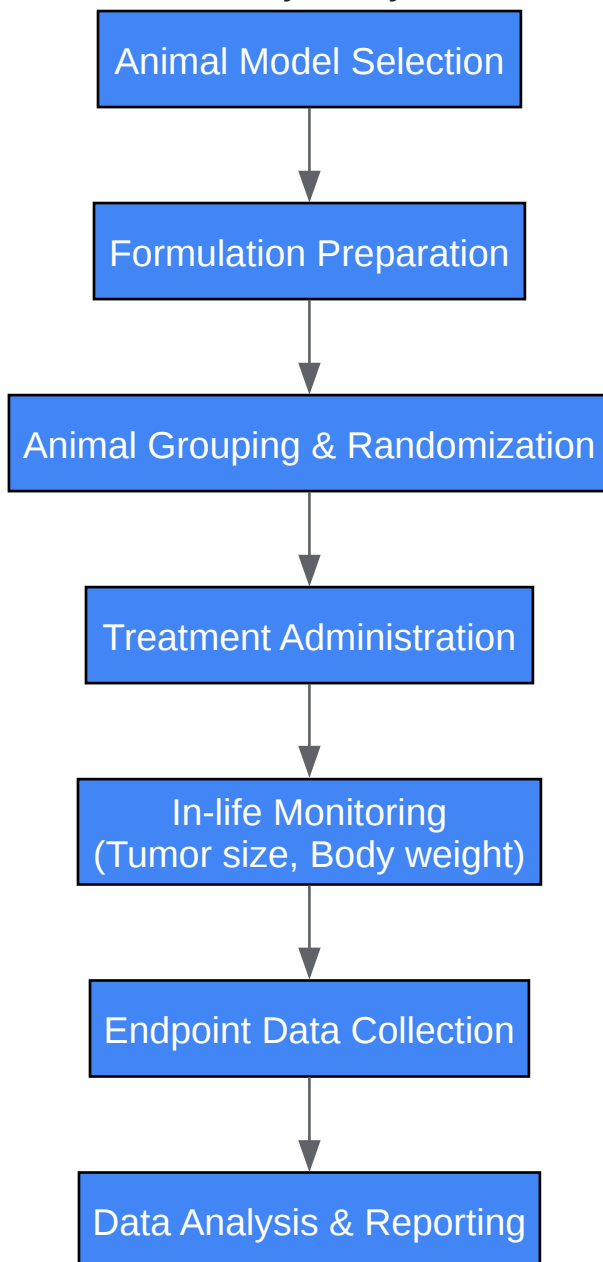 Animal Model Selection
Formulation Preparation
Animal Grouping & Randomization
Treatment Administration
In-life Monitoring
(Tumor size, Body weight)
Endpoint Data Collection
Data Analysis & Reporting